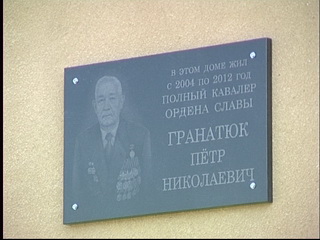 В ЭТОМ ДОМЕ ЖИЛ
С 2004 ПО 2012 ГОД
ПОЛНЫЙ КАВАЛЕР
ОРДЕНА СЛАВЫ
ГРАНАТЮК
ПЁТР
НИКОЛАЕВИЧ